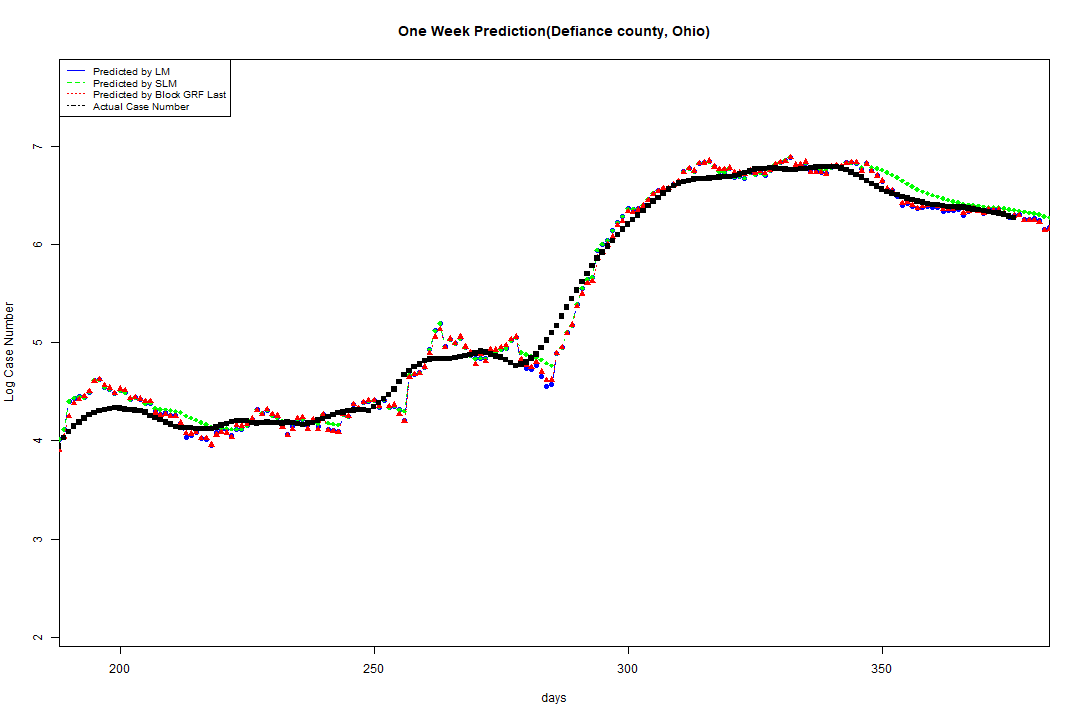 One Week Prediction(Defiance county, Ohio)
Predicted by LM
Predicted by SLM
Predicted by Block GRF Last
Actual Case Number
7
6
5
4
3
2
Log Case Number
200 250 300 350
days